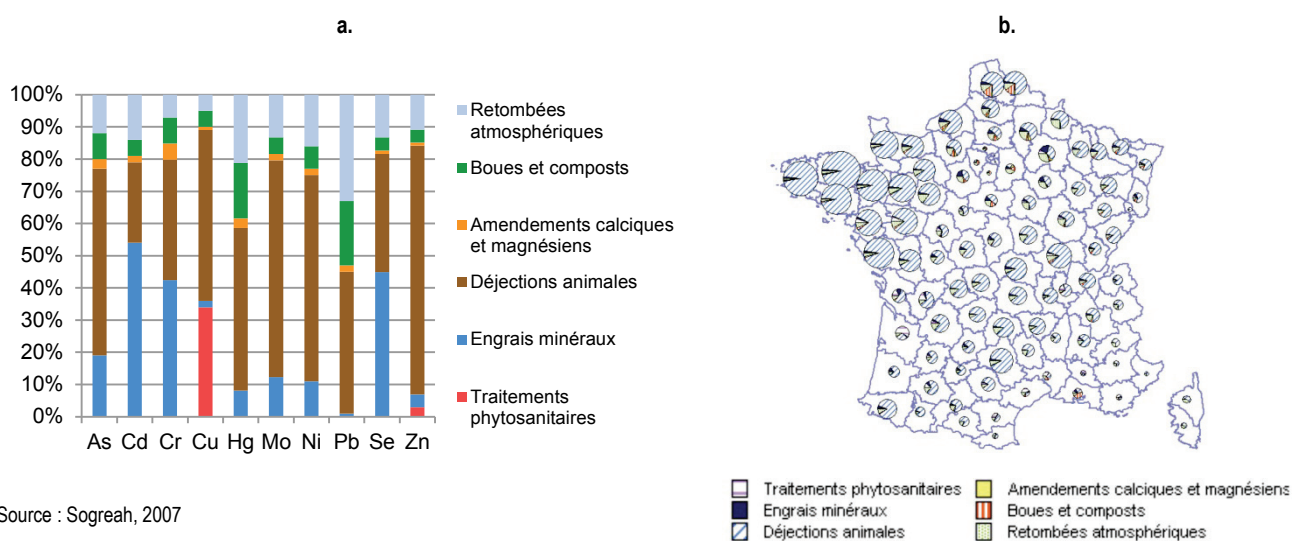 a.
100%
90%
80%
70%
60%
50%
40%
30%
20%
10%
0%
As Cd Cr Cu Hg Mo Ni Pb Se Zn
Retombées
atmosphériques
Boues et composts
Amendements calciques
et magnésiens
Déjections animales
Engrais minéraux
Traitements
phytosanitaires
Source : Sogreah, 2007
b.
Traitements phytosanitaires
Engrais minéraux
Déjections animales
Amendements calciques et magnésiens
Boues et composts
Retombées atmosphériques